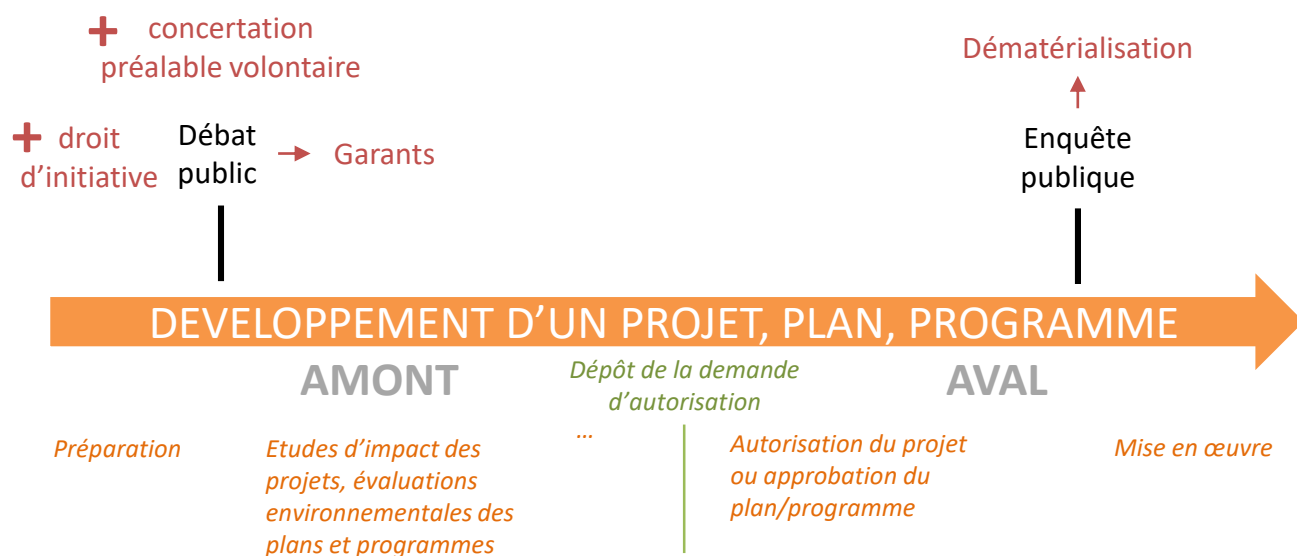 + concertation
préalable volontaire
+ droit
d’initiative
Débat
public
Garants
Dématérialisation
Enquête
publique
DEVELOPPEMENT D’UN PROJET, PLAN, PROGRAMME
AMONT
Dépôt de la demande
d’autorisation
AVAL
Préparation
Etudes d’impact des
projets, évaluations
environnementales des
plans et programmes
...
Autorisation du projet
ou approbation du
plan/programme
Mise en œuvre